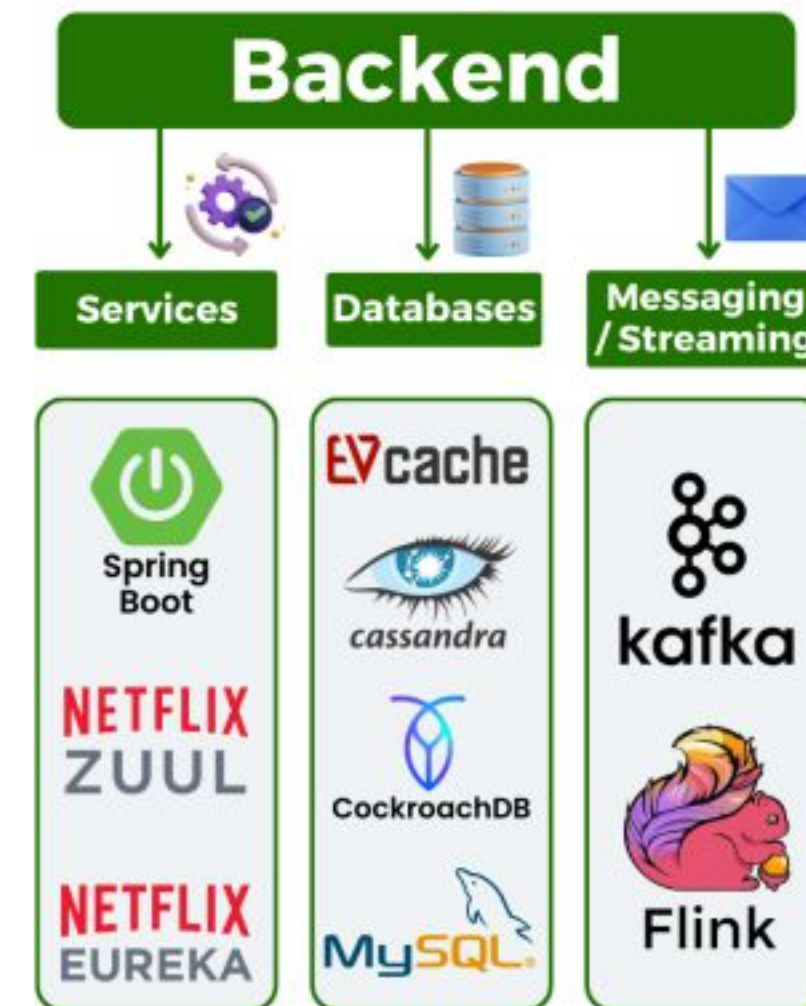 Backend
Services
Databases
Messaging
/ Streaming
Spring
Boot
NETFLIX
ZUUL
NETFLIX
EUREKA
EVcache
cassandra
CockroachDB
MySQL
kafka
Flink